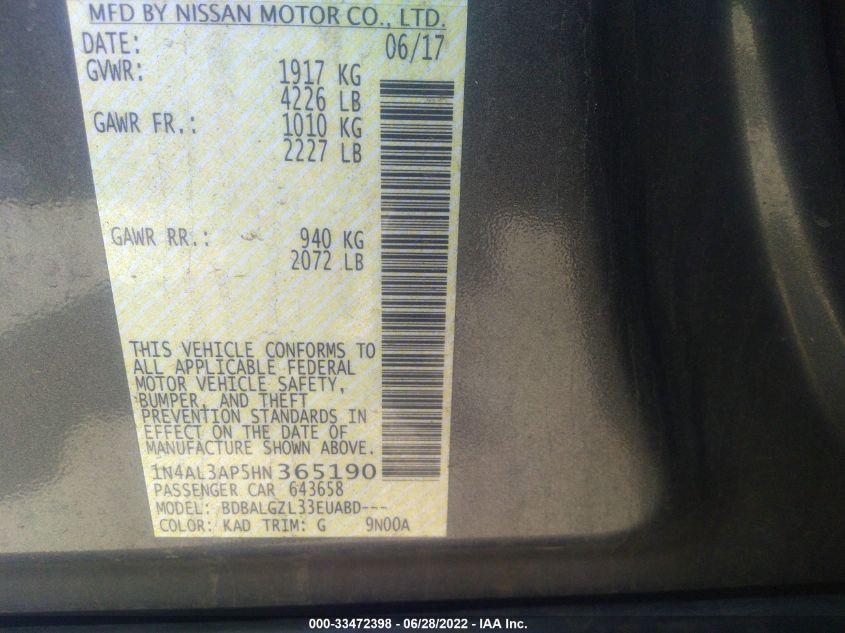 MFD BY NISSAN MOTOR CO., LTD.
DATE: 06/17
GVWR: 1917 KG
4226 LB
GAWR FR.: 1010 KG
2227 LB
GAWR RR.: 940 KG
2072 LB
THIS VEHICLE CONFORMS TO
ALL APPLICABLE FEDERAL
MOTOR VEHICLE SAFETY,
BUMPER, AND THEFT
PREVENTION STANDARDS IN
EFFECT ON THE DATE OF
MANUFACTURE SHOWN ABOVE.
1N4AL3AP5HN 365190
PASSENGER CAR 643658
MODEL: BDBALGZL33EUABD---
COLOR: KAD TRIM: G 9N00A
000-33472398 - 06/28/2022 - IAA Inc.